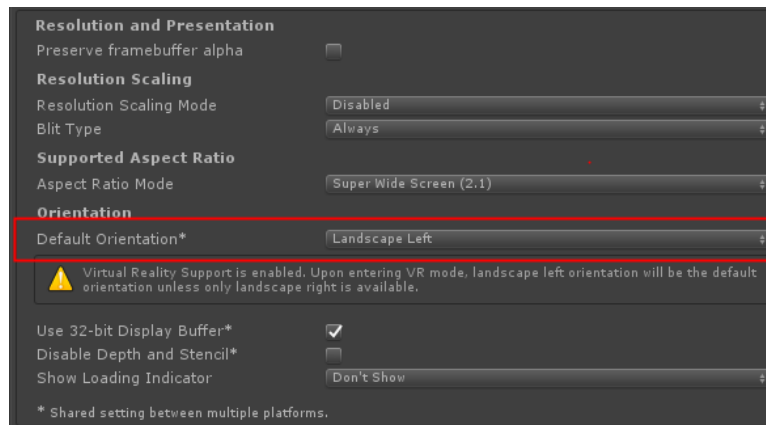 Resolution and Presentation
Preserve framebuffer alpha
Resolution Scaling
Resolution Scaling Mode Disabled
Blit Type Always
Supported Aspect Ratio
Aspect Ratio Mode Super Wide Screen (2.1)
Orientation
Default Orientation* Landscape Left
Virtual Reality Support is enabled. Upon entering VR mode, landscape left orientation will be the default
orientation unless only landscape right is available.
Use 32-bit Display Buffer*
Disable Depth and Stencil*
Show Loading Indicator Don't Show
* Shared setting between multiple platforms.